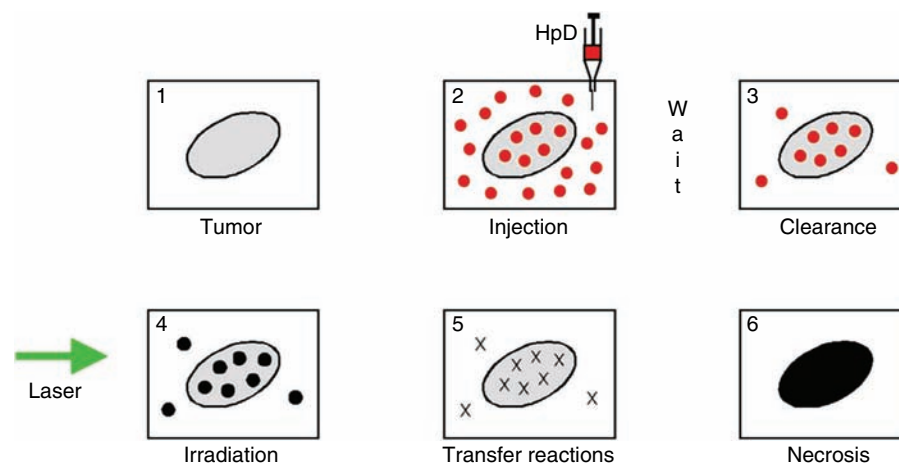 HpD
1
2
W
a
i
t
3
Tumor
Injection
Clearance
4
5
6
Laser
Irradiation
Transfer reactions
Necrosis